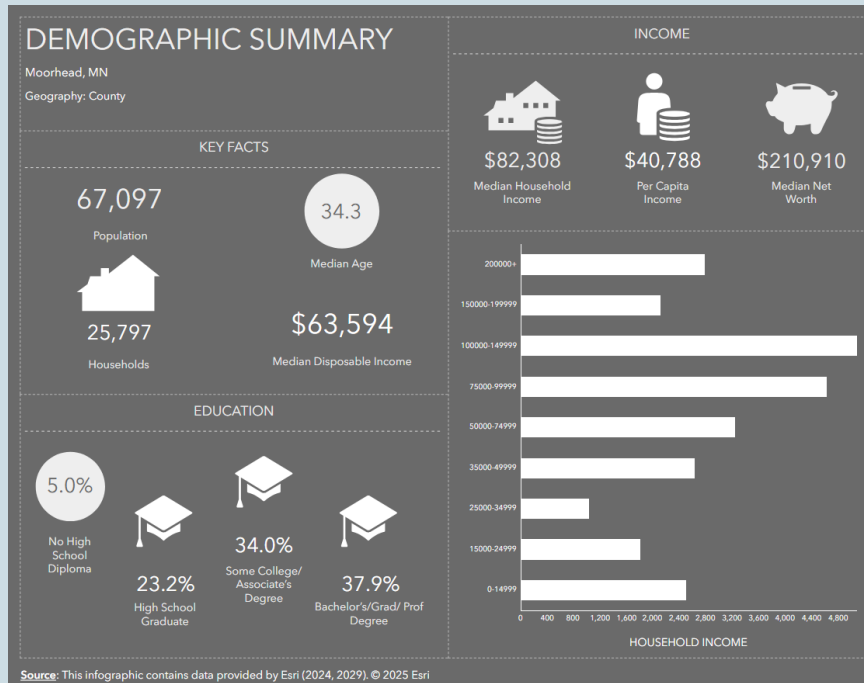 DEMOGRAPHIC SUMMARY
Moorhead, MN
Geography: County
KEY FACTS
67,097
Population
34.3
Median Age
25,797
Households
$63,594
Median Disposable Income
EDUCATION
5.0%
No High
School
Diploma
23.2%
High School
Graduate
34.0%
Some College/
Associate's
Degree
37.9%
Bachelor's/Grad/ Prof
Degree
INCOME
$82,308
Median Household
Income
$40,788
Per Capita
Income
$210,910
Median Net
Worth
200000+
150000-199999
100000-149999
75000-99999
50000-74999
35000-49999
25000-34999
15000-24999
0-14999
0 400 800 1,200 1,600 2,000 2,400 2,800 3,200 3,600 4,000 4,400 4,800
HOUSEHOLD INCOME
Source: This infographic contains data provided by Esri (2024, 2029). © 2025 Esri